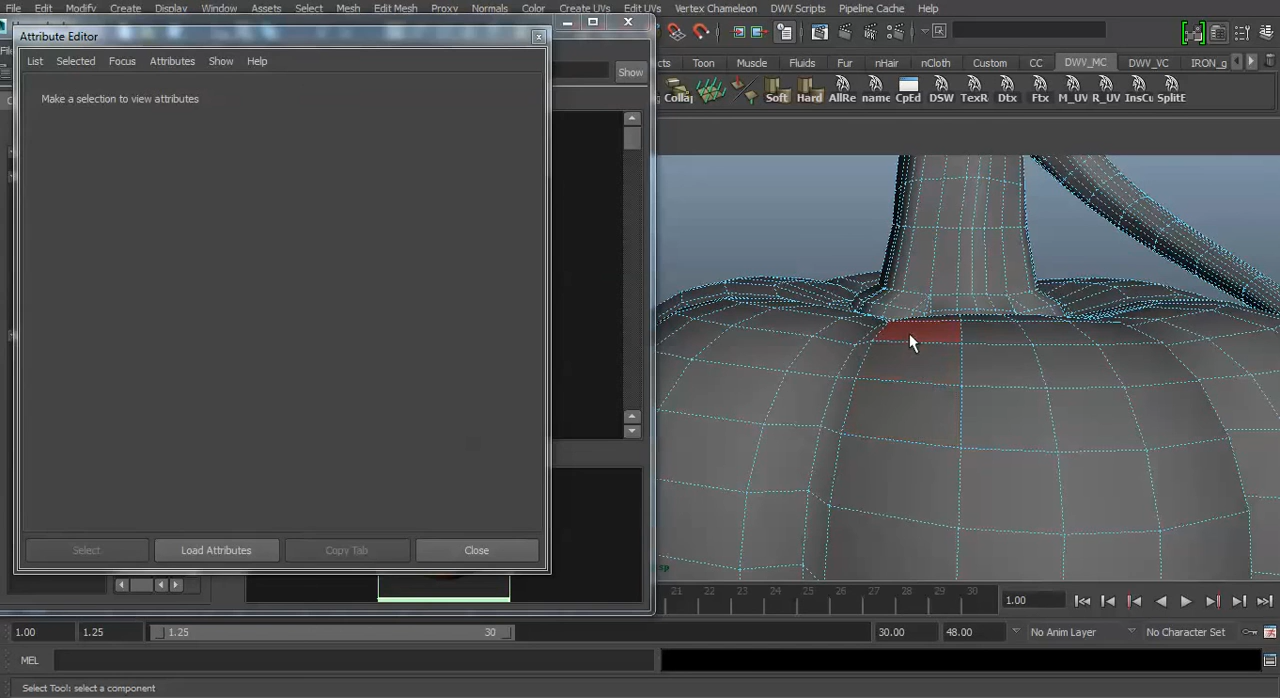 File Edit Modify Create Display Window Assets Select Mesh Edit Mesh Proxy Normals Color Create UVs Edit UVs Vertex Chameleon DWV Scripts Pipeline Cache Help
Attribute Editor
List Selected Focus Attributes Show Help
Show
Make a selection to view attributes
Toon Muscle Fluids Fur nHair nCloth Custom CC DWV_MC DWV_VC IRON_g
Collap Soft Hard AllRe name CpEd DSW TexR Dtx Ftx M_UV R_UV InsCu SplitE
Select Load Attributes Copy Tab Close
21 22 23 24 25 26 27 28 29 30 1.00
1.00 1.25 1.25 30 30.00 48.00 No Anim Layer No Character Set
MEL
Select Tool: select a component